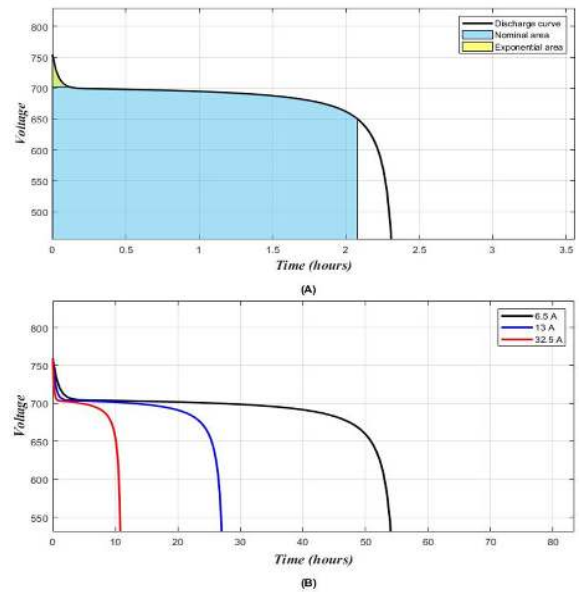 800
750
700
650
600
550
500
Voltage
Discharge curve
Nominal area
Exponential area
0
0.5
1
1.5
2
2.5
3
3.5
Time (hours)
(A)
800
750
700
650
600
550
Voltage
6.5 A
13 A
32.5 A
0
10
20
30
40
50
60
70
80
Time (hours)
(B)